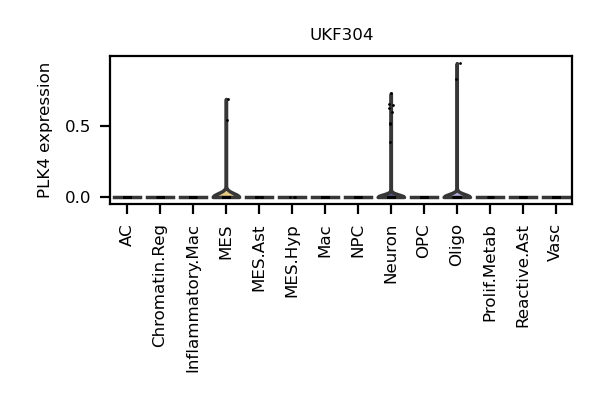 UKF304
PLK4 expression
0.5
0.0
AC
Chromatin.Reg
Inflammatory.Mac
MES
MES.Ast
MES.Hyp
Mac
NPC
Neuron
OPC
Oligo
Prolif.Metab
Reactive.Ast
Vasc